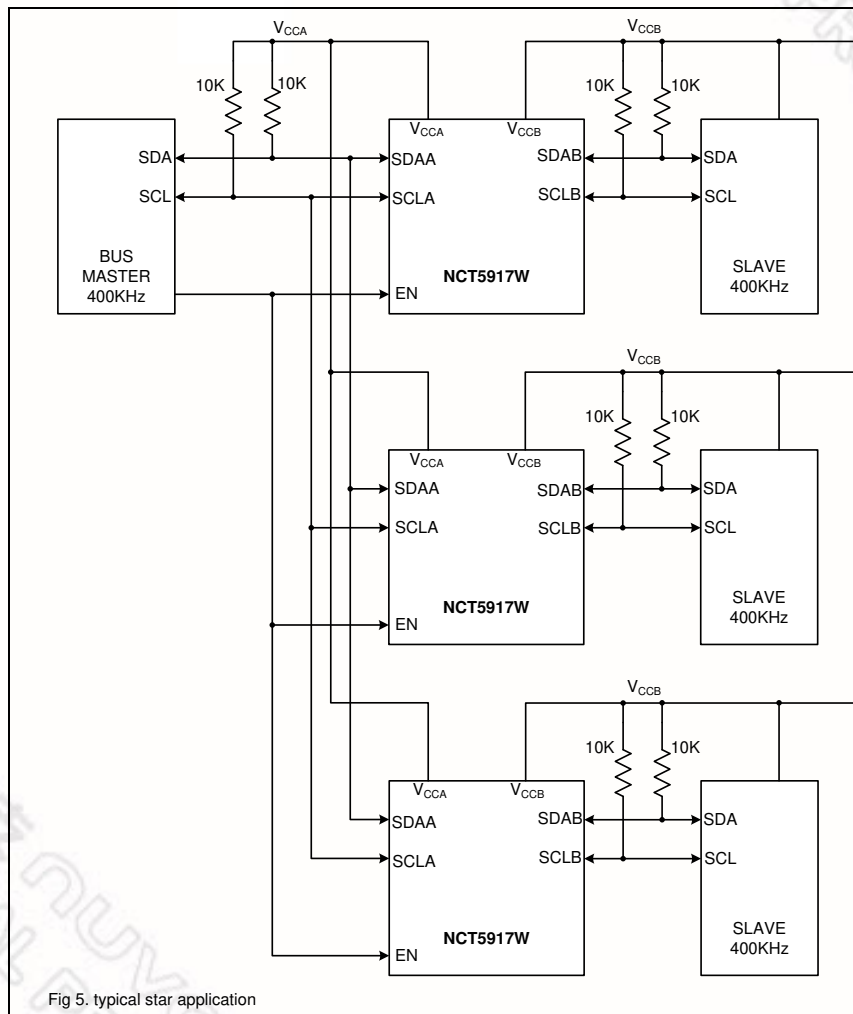 VCCA
VCCB
10K
10K
10K
10K
VCCA
VCCB
SDA
SDAA
SDAB
SDA
SCL
SCLA
SCLB
SCL
BUS
MASTER
400KHz
NCT5917W
SLAVE
400KHz
EN
VCCB
10K
10K
VCCA
VCCB
SDAA
SDAB
SDA
SCLA
SCLB
SCL
NCT5917W
SLAVE
400KHz
EN
VCCB
10K
10K
VCCA
VCCB
SDAA
SDAB
SDA
SCLA
SCLB
SCL
NCT5917W
SLAVE
400KHz
EN
Fig 5. typical star application